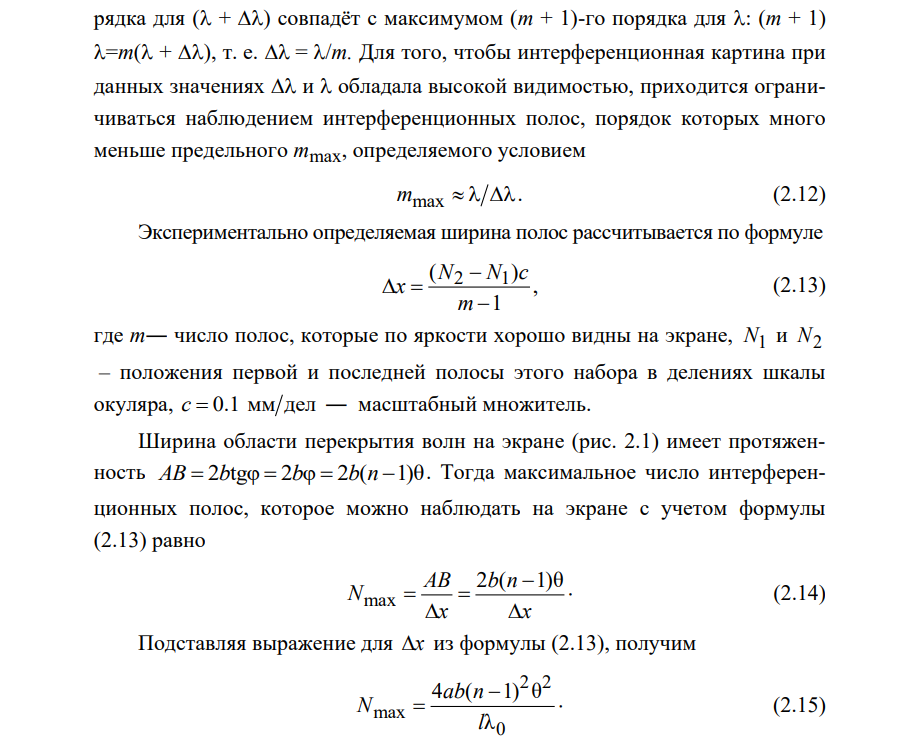 рядка для (λ + Δλ) совпадёт с максимумом (m + 1)-го порядка для λ: (m + 1)
λ=m(λ + Δλ), т. е. Δλ = λ/m. Для того, чтобы интерференционная картина при
данных значениях Δλ и λ обладала высокой видимостью, приходится ограни-
чиваться наблюдением интерференционных полос, порядок которых много
меньше предельного m_max, определяемого условием
m_max ≈ λ/Δλ. (2.12)
Экспериментально определяемая ширина полос рассчитывается по формуле
Δx = (N₂ − N₁)c / (m − 1), (2.13)
где m— число полос, которые по яркости хорошо видны на экране, N₁ и N₂
– положения первой и последней полосы этого набора в делениях шкалы
окуляра, c = 0.1 мм/дел — масштабный множитель.
Ширина области перекрытия волн на экране (рис. 2.1) имеет протяжен-
ность AB = 2btgφ = 2bφ = 2b(n − 1)θ. Тогда максимальное число интерферен-
ционных полос, которое можно наблюдать на экране с учетом формулы
(2.13) равно
N_max = AB/Δx = 2b(n − 1)θ/Δx. (2.14)
Подставляя выражение для Δx из формулы (2.13), получим
N_max = 4ab(n − 1)²θ²/lλ₀. (2.15)